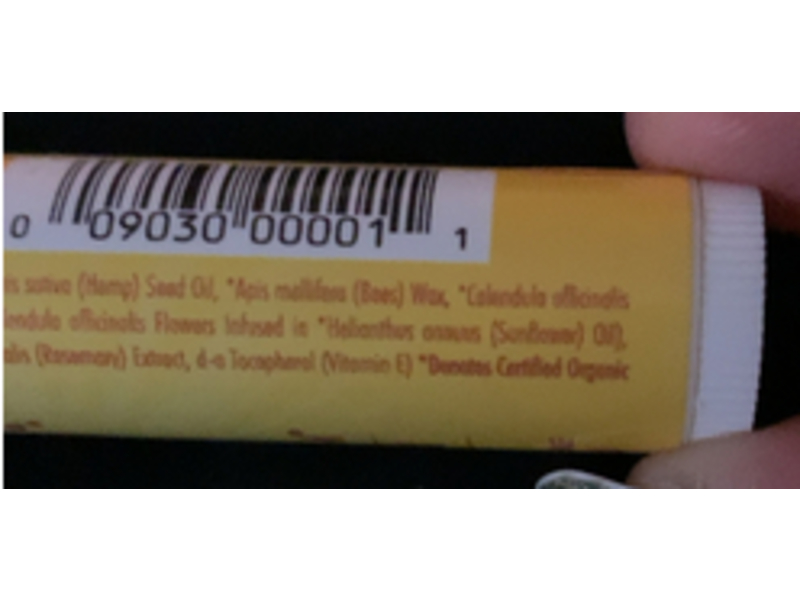 0 09030 00001 1
is sativa (Hemp) Seed Oil, *Apis mellifera (Bees) Wax, *Calendula officinalis
endula officinalis Flowers Infused in *Helianthus annuus (Sunflower) Oil,
alis (Rosemary) Extract, d-a Tocopherol (Vitamin E) *Denotes Certified Organic